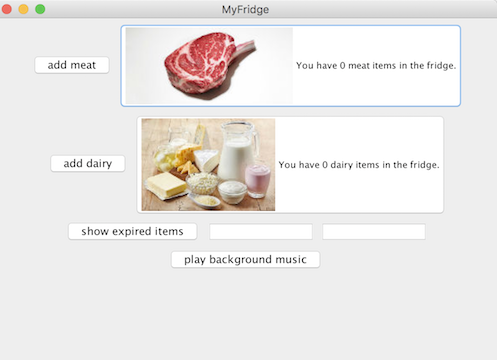 MyFridge
add meat
You have 0 meat items in the fridge.
add dairy
You have 0 dairy items in the fridge.
show expired items
play background music